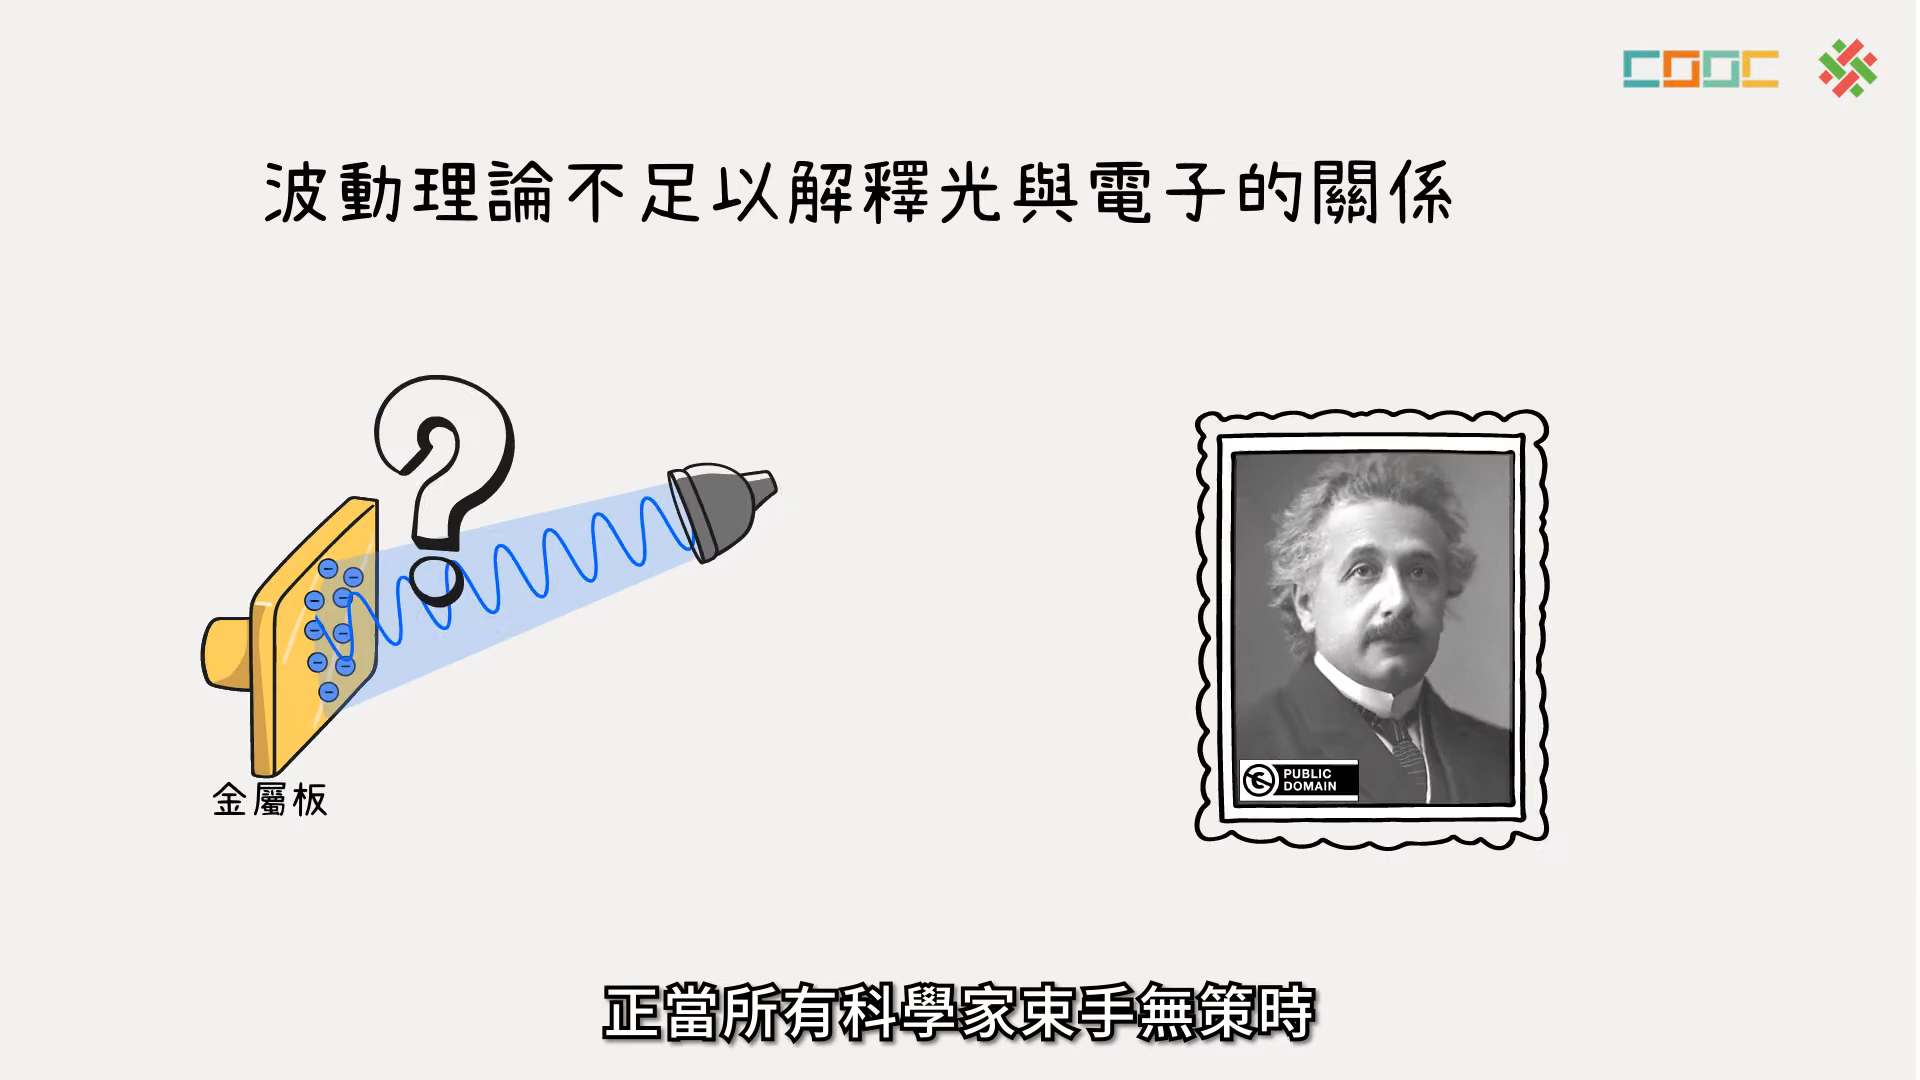 COOC
波動理論不足以解釋光與電子的關係
金屬板
PUBLIC
DOMAIN
正當所有科學家束手無策時